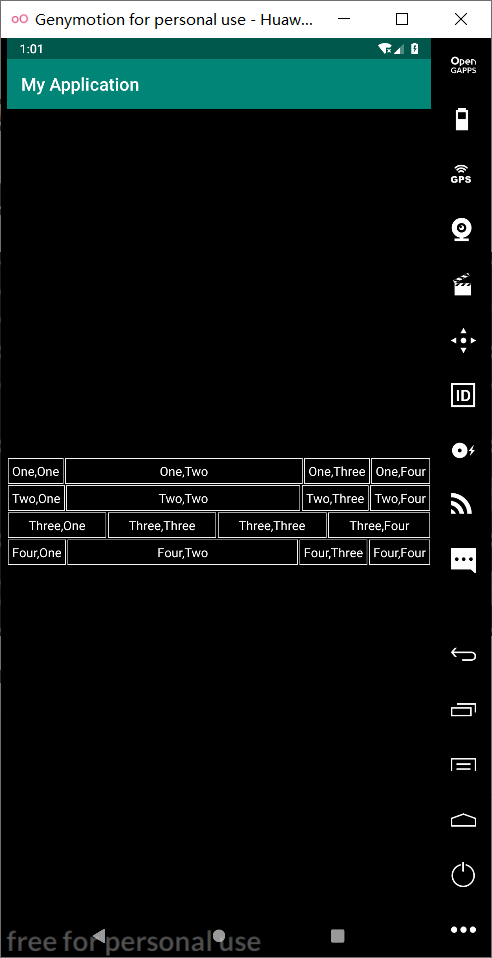 Genymotion for personal use - Huaw...
1:01
Open
GAPPS
My Application
GPS
ID
One,One One,Two One,Three One,Four
Two,One Two,Two Two,Three Two,Four
Three,One Three,Three Three,Three Three,Four
Four,One Four,Two Four,Three Four,Four
free for personal use